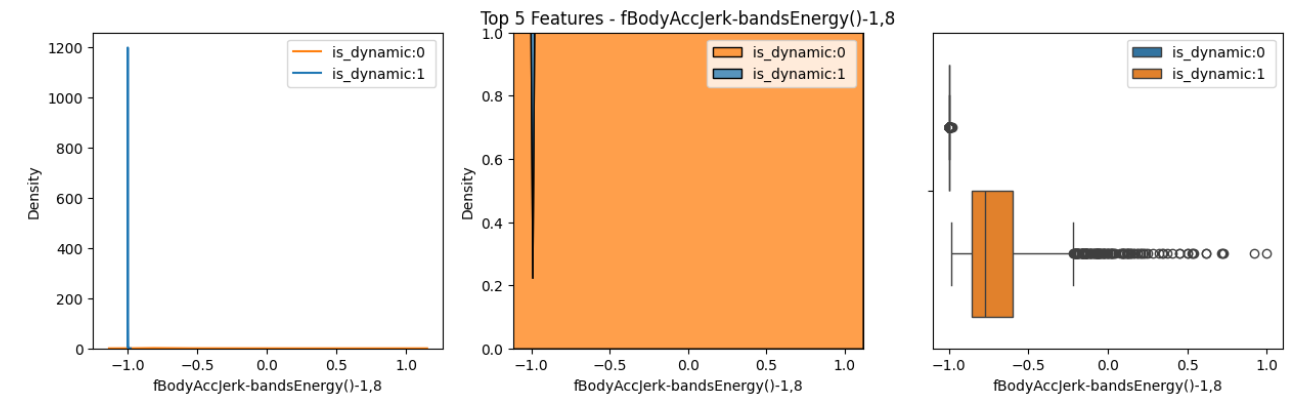 Top 5 Features - fBodyAccJerk-bandsEnergy()-1,8
is_dynamic:0
is_dynamic:1
1200
1000
800
600
400
200
0
Density
−1.0 −0.5 0.0 0.5 1.0
fBodyAccJerk-bandsEnergy()-1,8
is_dynamic:0
is_dynamic:1
1.0
0.8
0.6
0.4
0.2
0.0
Density
−1.0 −0.5 0.0 0.5 1.0
fBodyAccJerk-bandsEnergy()-1,8
is_dynamic:0
is_dynamic:1
−1.0 −0.5 0.0 0.5 1.0
fBodyAccJerk-bandsEnergy()-1,8